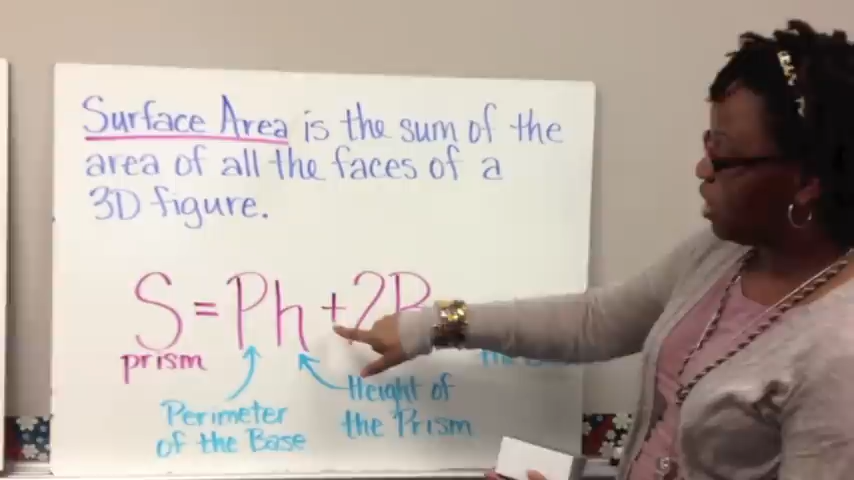 Surface Area is the sum of the
area of all the faces of a
3D figure.
S = Ph + 2B
prism
Perimeter
of the Base
Height of
the Prism